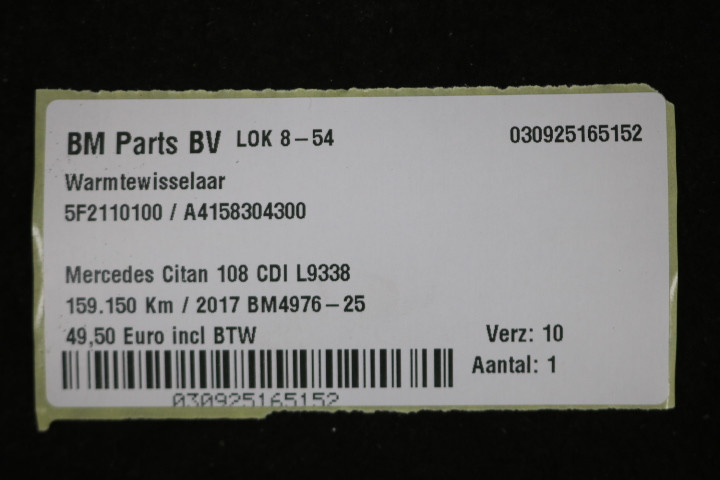 BM Parts BV LOK 8-54 030925165152
Warmtewisselaar
5F2110100 / A4158304300
Mercedes Citan 108 CDI L9338
159.150 Km / 2017 BM4976-25
49,50 Euro incl BTW Verz: 10
Aantal: 1
030925165152